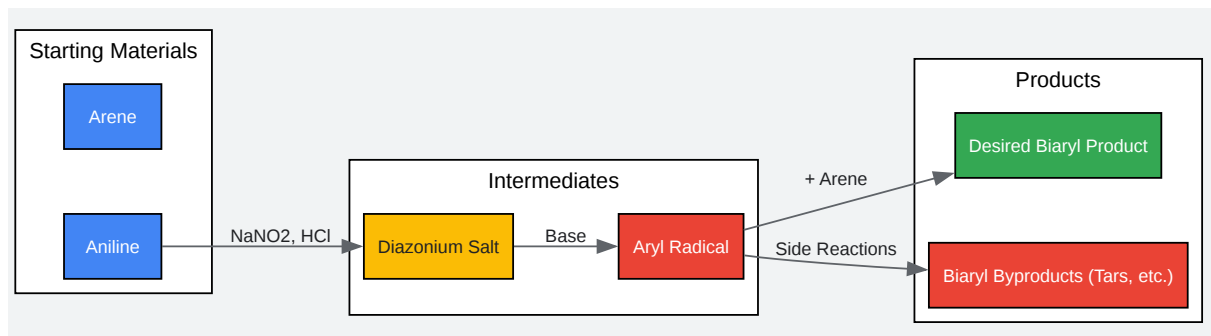 Starting Materials
Arene
Aniline
NaNO2, HCl
Intermediates
Diazonium Salt
Base
Aryl Radical
+ Arene
Side Reactions
Products
Desired Biaryl Product
Biaryl Byproducts (Tars, etc.)